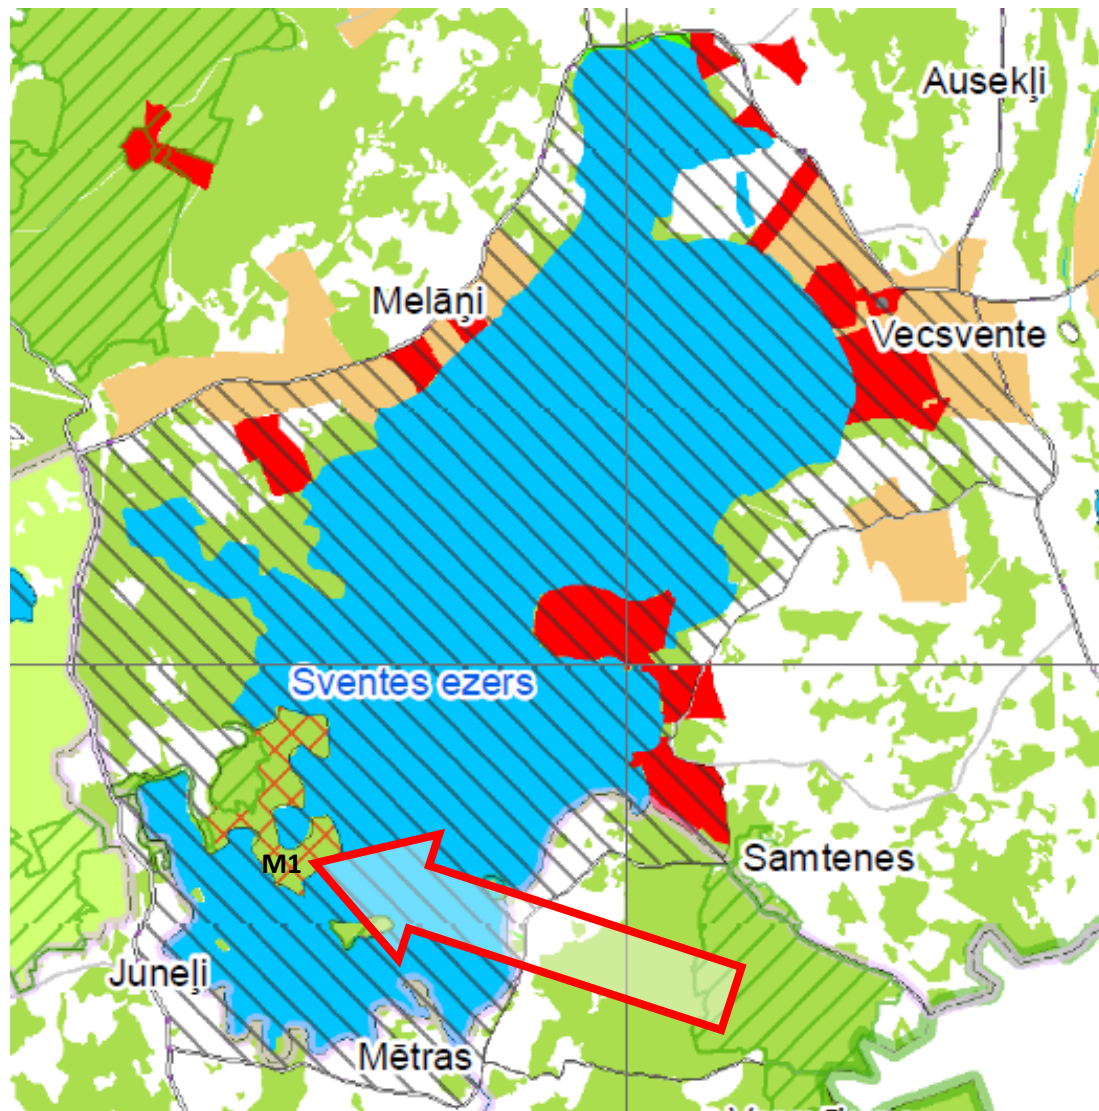 Ausekļi
Melāņi
Vecsvente
Sventes ezers
M1
Samtenes
Juneļi
Mētras